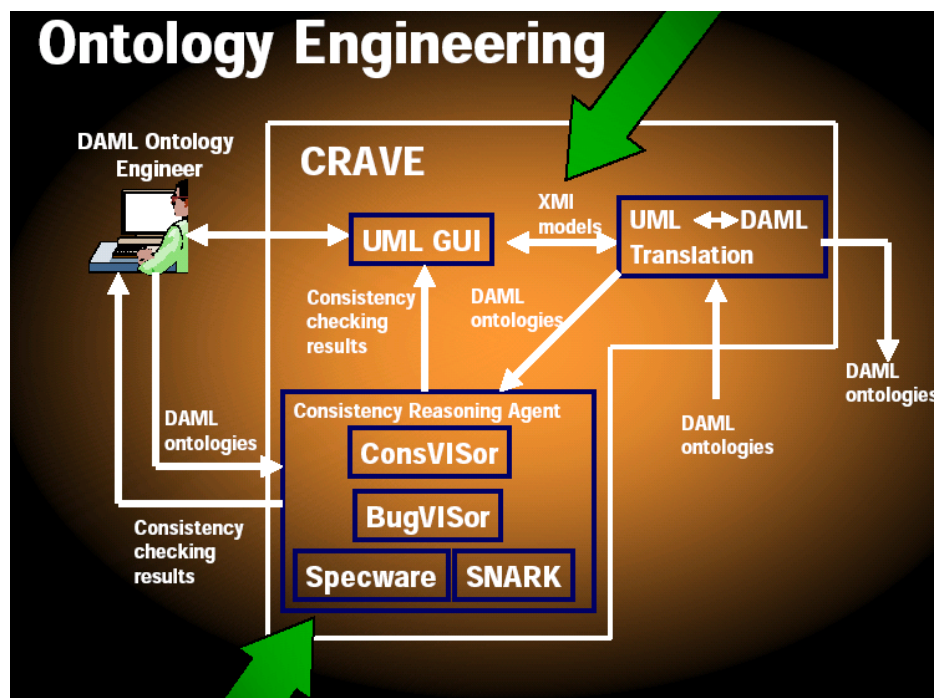 Ontology Engineering
DAML Ontology
Engineer
CRAVE
XMI
models
UML GUI
UML DAML
Translation
Consistency
checking
results
DAML
ontologies
DAML
ontologies
DAML
ontologies
DAML
ontologies
Consistency Reasoning Agent
ConsVISor
BugVISor
Specware
SNARK
Consistency
checking
results